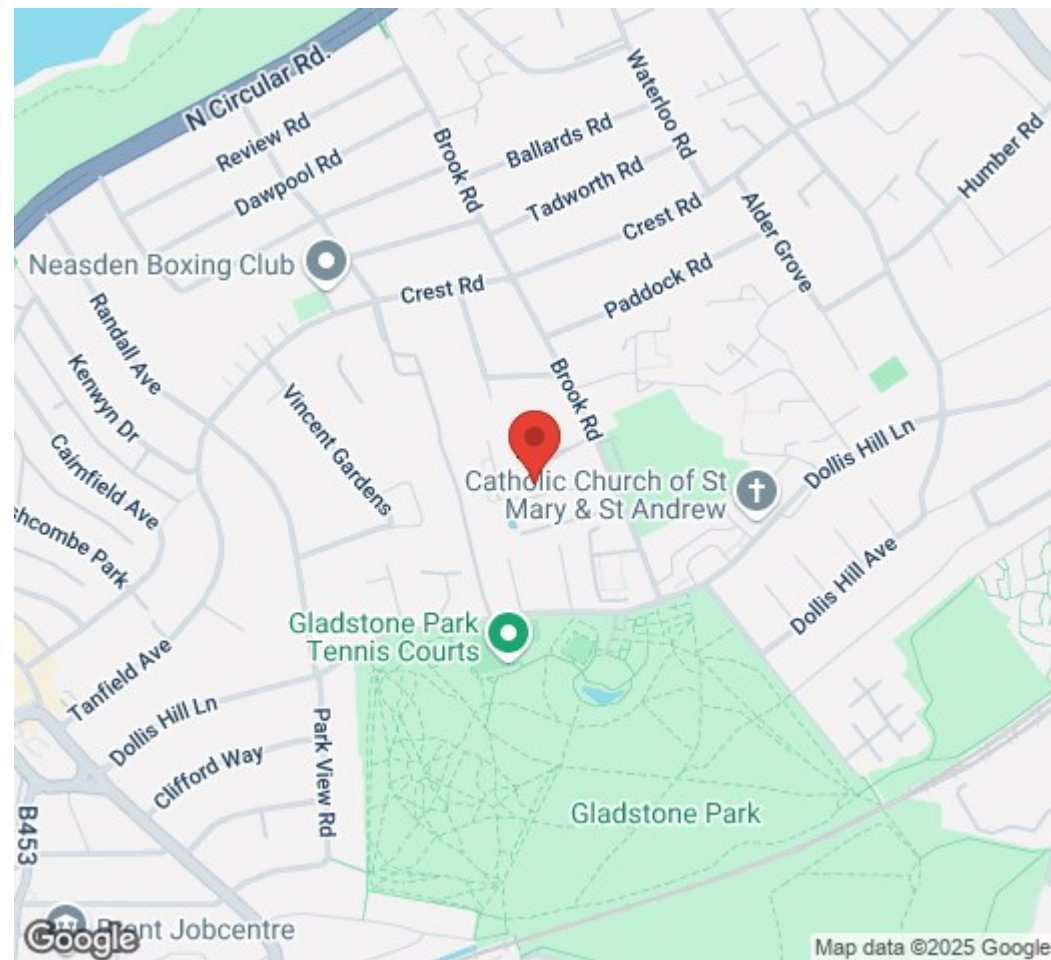 N Circular Rd.
Review Rd
Dawpool Rd
Brook Rd
Ballards Rd
Waterloo Rd
Tadworth Rd
Humber Rd
Crest Rd
Alder Grove
Neasden Boxing Club
Crest Rd
Paddock Rd
Randall Ave
Kenwyn Dr
Vincent Gardens
Brook Rd
Cairnfield Ave
Dollis Hill Ln
Catholic Church of St
Mary & St Andrew
shcombe Park
Dollis Hill Ave
Gladstone Park
Tennis Courts
Tanfield Ave
Dollis Hill Ln
Clifford Way
Park View Rd
Gladstone Park
B453
Brent Jobcentre
Google
Map data ©2025 Google